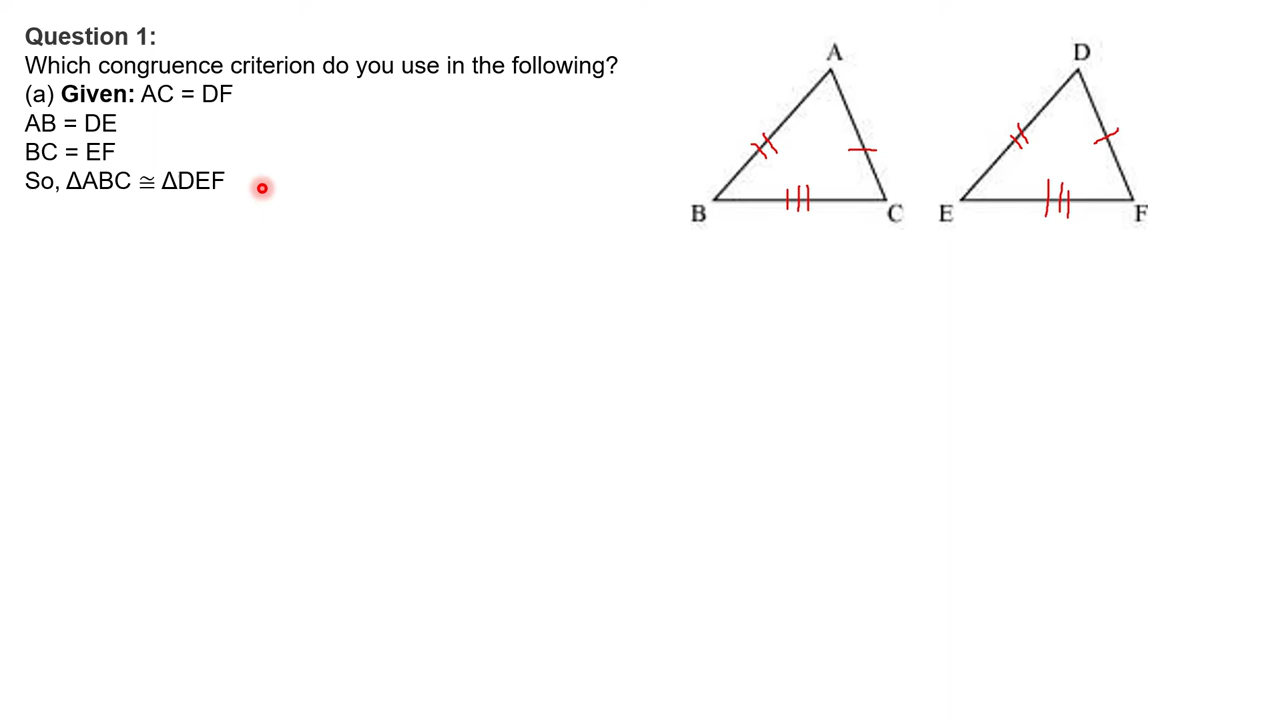 Question 1:
Which congruence criterion do you use in the following?
(a) Given: AC = DF
AB = DE
BC = EF
So, ΔABC ≅ ΔDEF
A
B
C
D
E
F